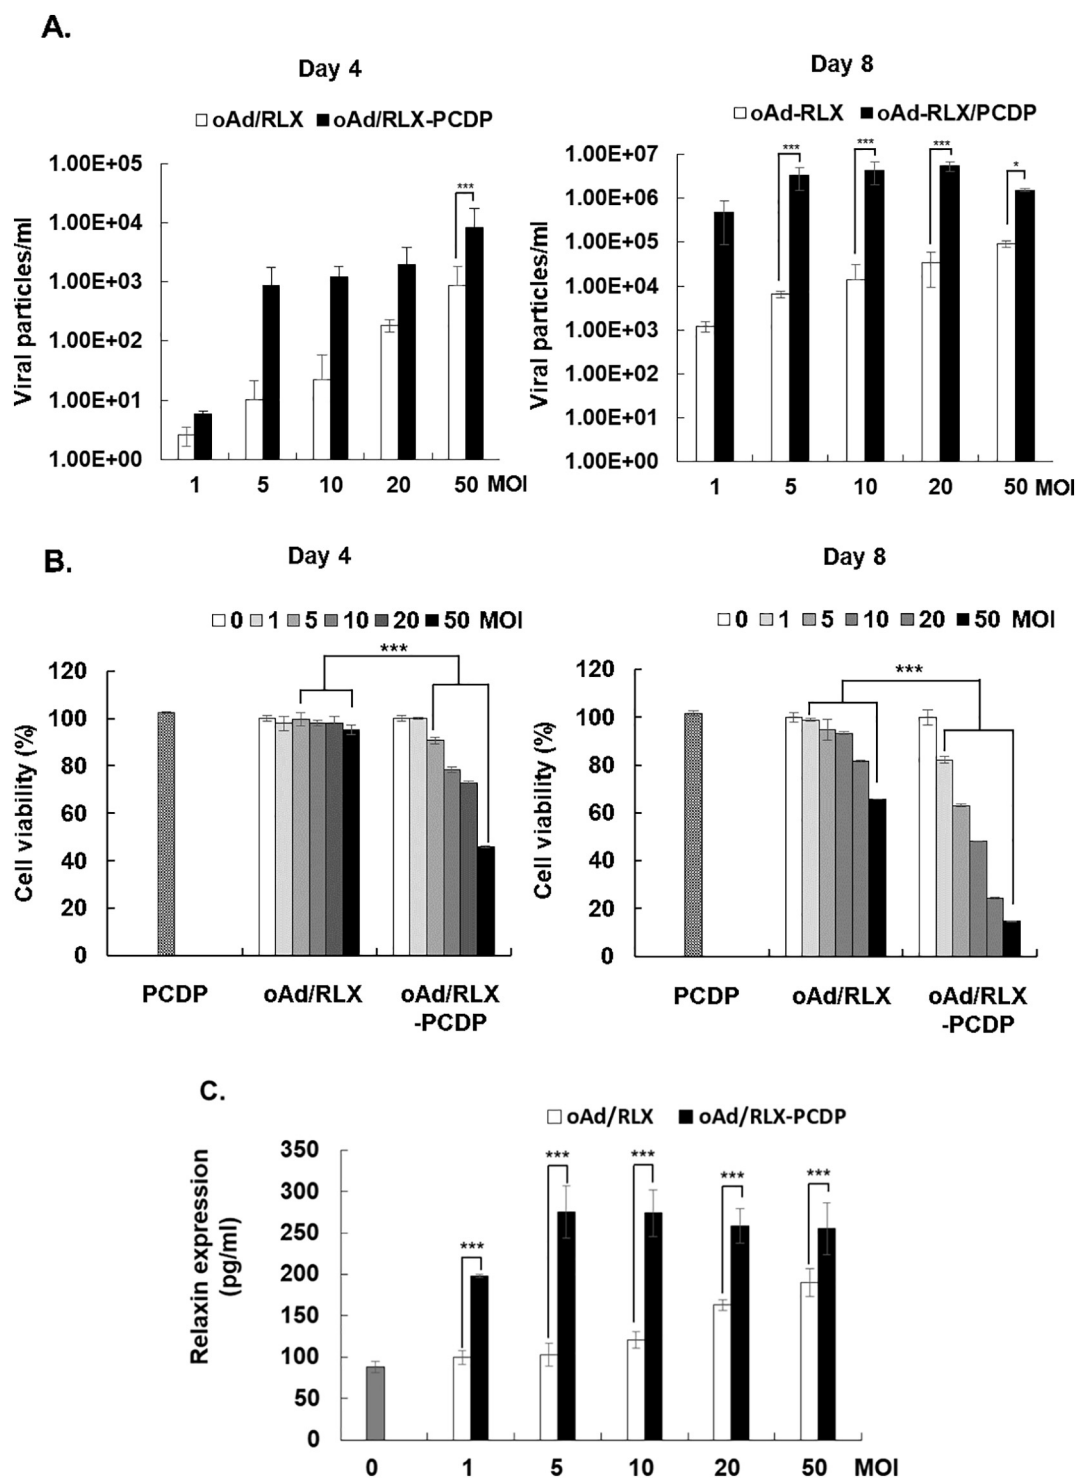 A.
Day 4
oAd/RLX oAd/RLX-PCDP
1.00E+05
1.00E+04
1.00E+03
1.00E+02
1.00E+01
1.00E+00
Viral particles/ml
***
1 5 10 20 50 MOI
Day 8
oAd-RLX oAd-RLX/PCDP
1.00E+07
1.00E+06
1.00E+05
1.00E+04
1.00E+03
1.00E+02
1.00E+01
1.00E+00
Viral particles/ml
*** *** *** *
1 5 10 20 50 MOI
B.
Day 4
0 1 5 10 20 50 MOI
***
120
100
80
60
40
20
0
Cell viability (%)
PCDP oAd/RLX oAd/RLX
-PCDP
Day 8
0 1 5 10 20 50 MOI
***
120
100
80
60
40
20
0
Cell viability (%)
PCDP oAd/RLX oAd/RLX
-PCDP
C.
oAd/RLX oAd/RLX-PCDP
350
300
250
200
150
100
50
0
Relaxin expression
(pg/ml)
*** *** *** *** ***
0 1 5 10 20 50 MOI